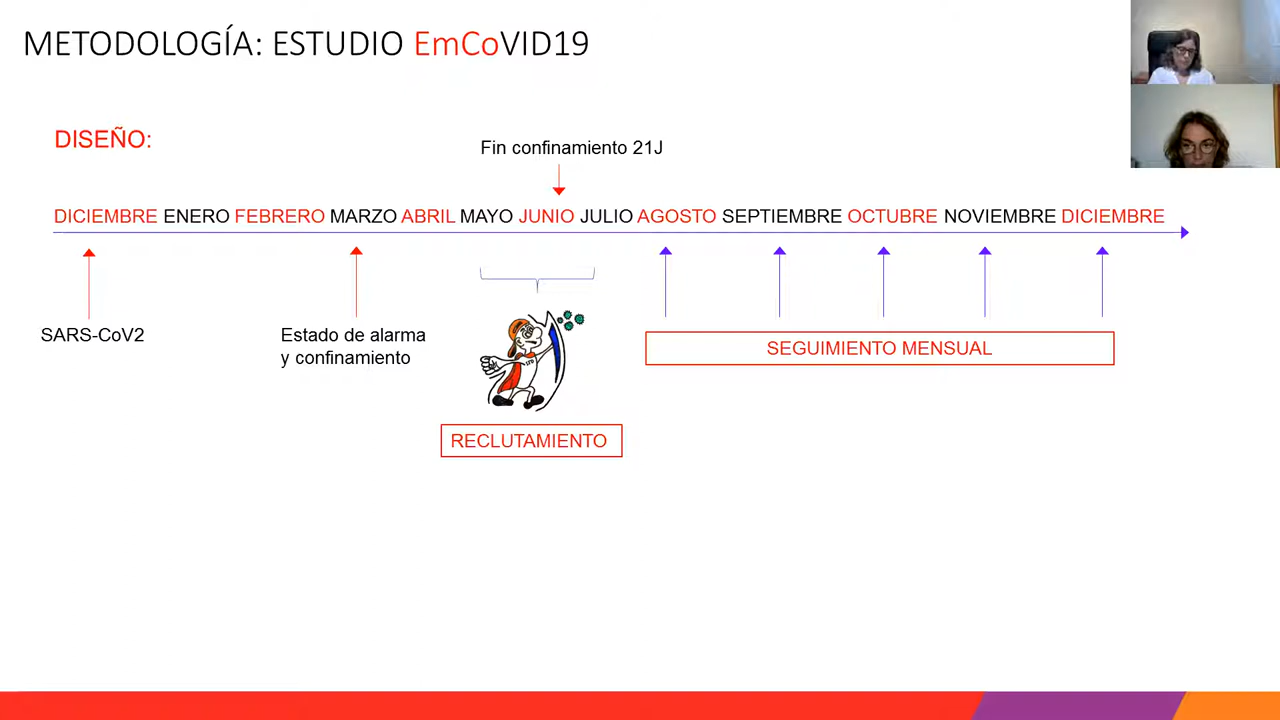 METODOLOGÍA: ESTUDIO EmCoVID19
DISEÑO:
Fin confinamiento 21J
DICIEMBRE ENERO FEBRERO MARZO ABRIL MAYO JUNIO JULIO AGOSTO SEPTIEMBRE OCTUBRE NOVIEMBRE DICIEMBRE
SARS-CoV2
Estado de alarma
y confinamiento
SEGUIMIENTO MENSUAL
RECLUTAMIENTO